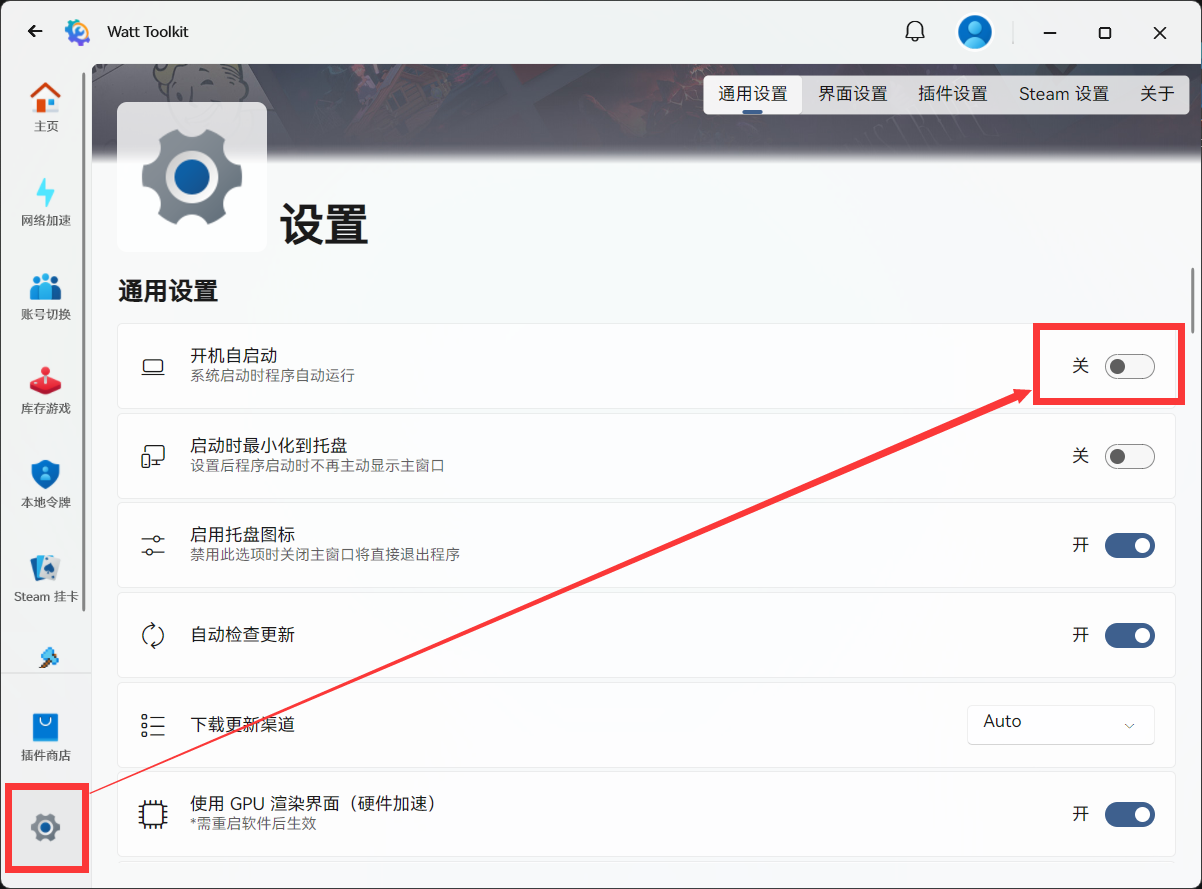 Watt Toolkit
主页
网络加速
账号切换
库存游戏
本地令牌
Steam 挂卡
插件商店
通用设置
界面设置
插件设置
Steam 设置
关于
设置
通用设置
开机自启动
系统启动时程序自动运行
关
启动时最小化到托盘
设置后程序启动时不再主动显示主窗口
关
启用托盘图标
禁用此选项时关闭主窗口将直接退出程序
开
自动检查更新
开
下载更新渠道
Auto
使用 GPU 渲染界面（硬件加速）
*需重启软件后生效
开